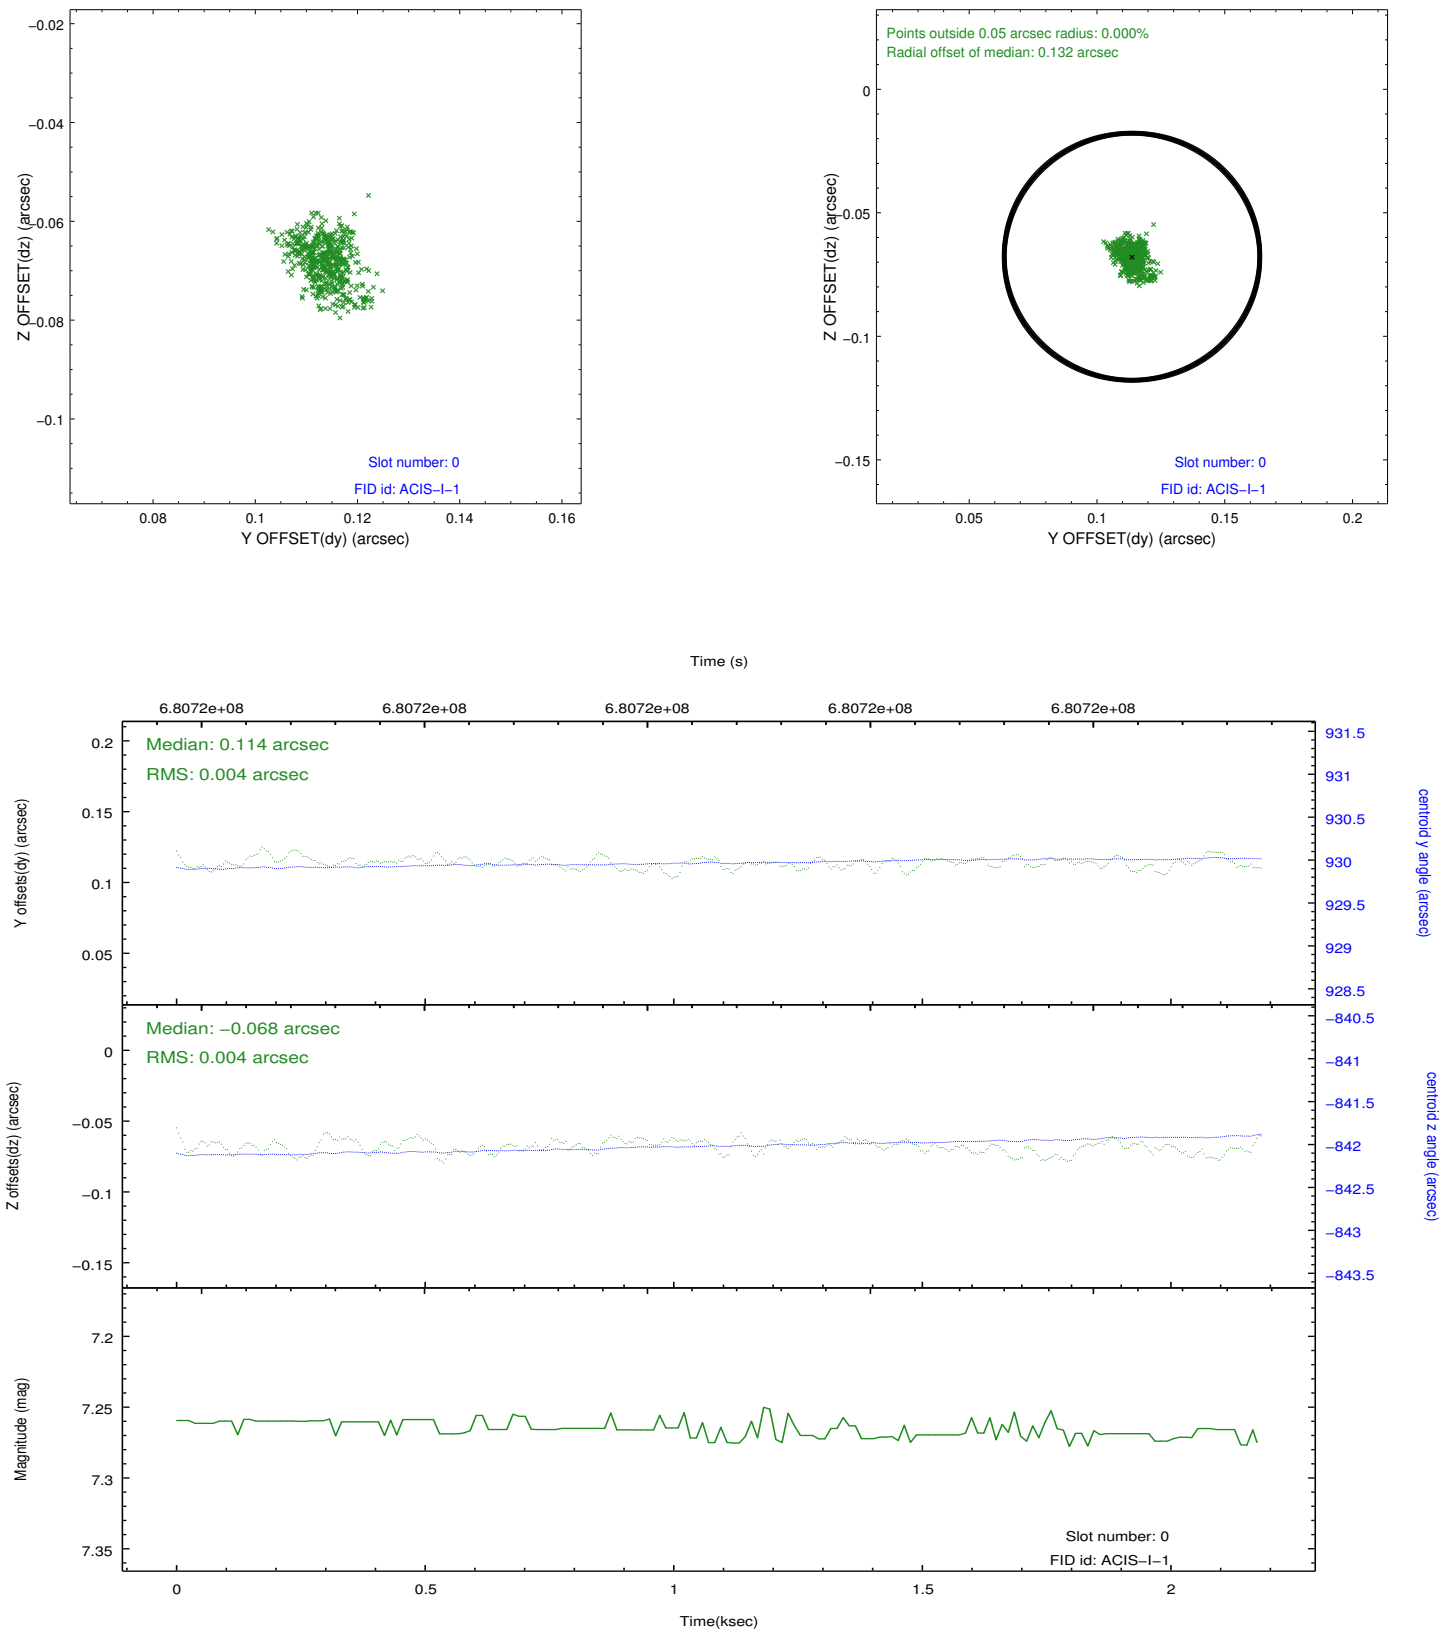 −0.02
−0.04
−0.06
−0.08
−0.1
Z OFFSET(dz) (arcsec)
Slot number: 0
FID id: ACIS−I−1
0.08
0.1
0.12
0.14
0.16
Y OFFSET(dy) (arcsec)
Points outside 0.05 arcsec radius: 0.000%
Radial offset of median: 0.132 arcsec
0
−0.05
−0.1
−0.15
Z OFFSET(dz) (arcsec)
Slot number: 0
FID id: ACIS−I−1
0.05
0.1
0.15
0.2
Y OFFSET(dy) (arcsec)
Time (s)
6.8072e+08
6.8072e+08
6.8072e+08
6.8072e+08
6.8072e+08
Median: 0.114 arcsec
RMS: 0.004 arcsec
0.2
0.15
0.1
0.05
Y offsets(dy) (arcsec)
931.5
931
930.5
930
929.5
929
928.5
centroid y angle (arcsec)
Median: −0.068 arcsec
RMS: 0.004 arcsec
0
−0.05
−0.1
−0.15
Z offsets(dz) (arcsec)
−840.5
−841
−841.5
−842
−842.5
−843
−843.5
centroid z angle (arcsec)
7.2
7.25
7.3
7.35
Magnitude (mag)
Slot number: 0
FID id: ACIS−I−1
0
0.5
1
1.5
2
Time(ksec)